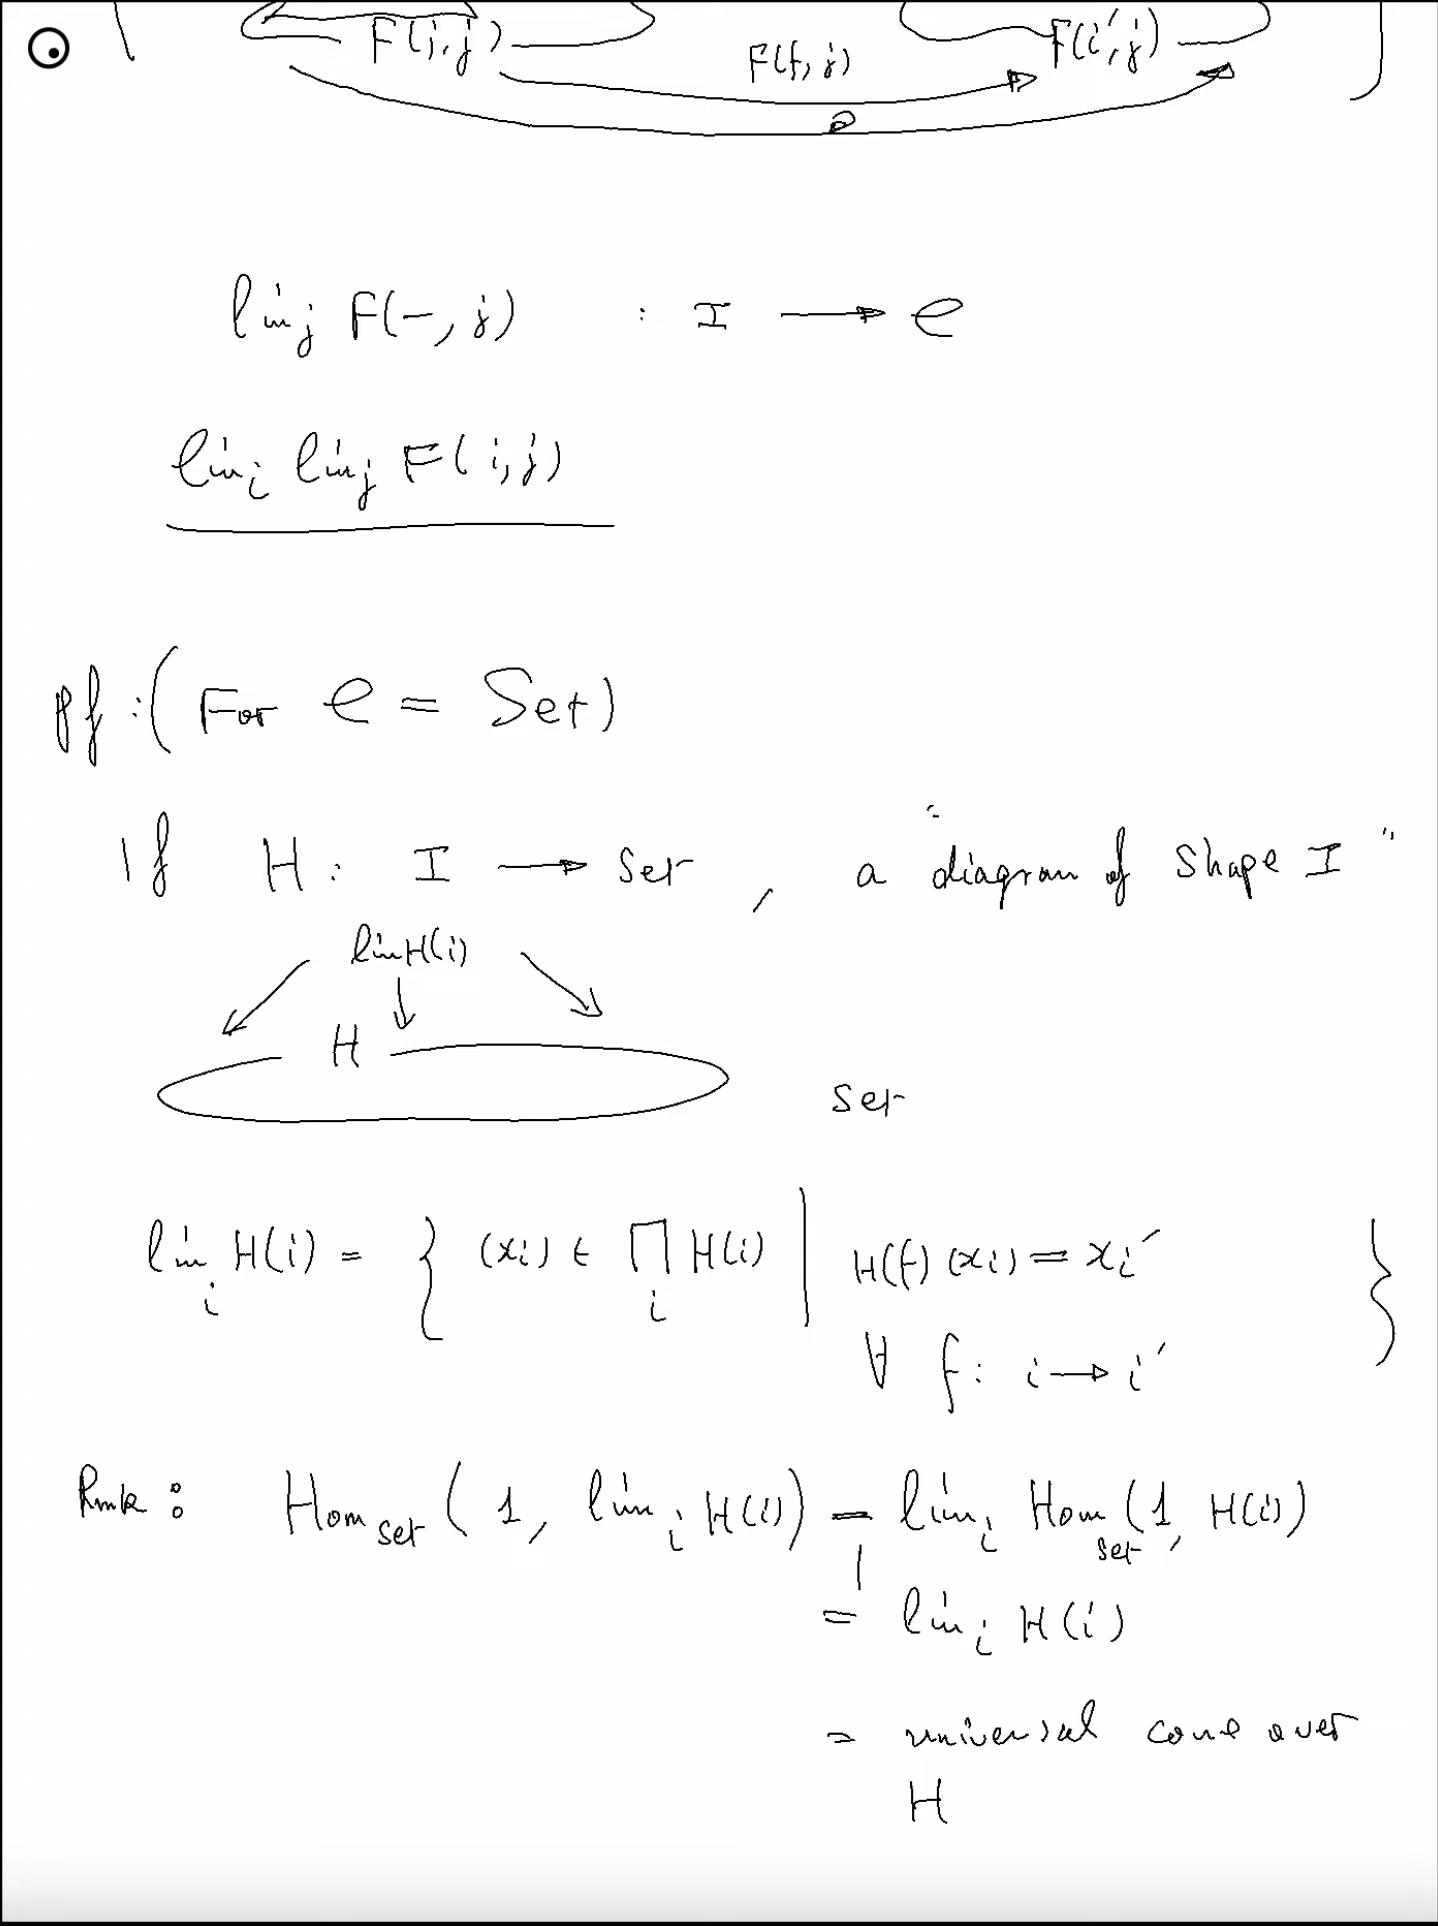 F(i,j) F(f,j) F(i',j)
lim_j F(-, j) : I → C
lim_i lim_j F(i,j)
pf : (For C = Set)
If H : I → Set , a "diagram of shape I"
lim H(i)
H
Set
lim_i H(i) = { (x_i) ∈ ∏_i H(i) | H(f)(x_i) = x_i'
∀ f: i → i' }
Rmk : Hom_Set (1, lim_i H(i)) = lim_i Hom_Set (1, H(i))
= lim_i H(i)
= universal cone over
H